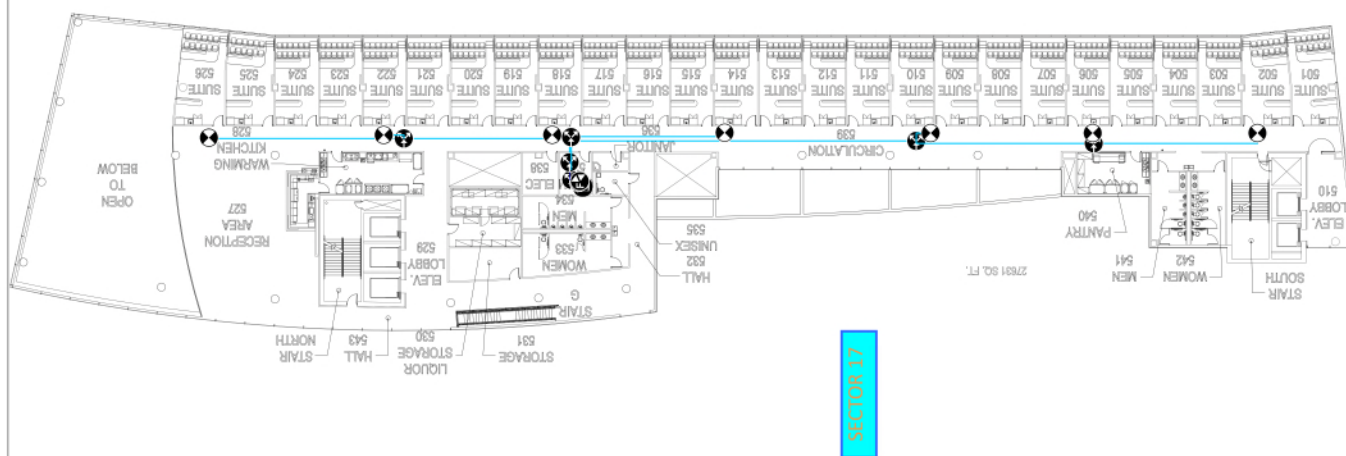 SUITE
526
SUITE
525
SUITE
524
SUITE
523
SUITE
522
SUITE
521
SUITE
520
SUITE
519
SUITE
518
SUITE
517
SUITE
516
SUITE
515
SUITE
514
SUITE
513
SUITE
512
SUITE
511
SUITE
510
SUITE
509
SUITE
508
SUITE
507
SUITE
506
SUITE
505
SUITE
504
SUITE
503
SUITE
502
SUITE
501
WARMING
KITCHEN
528
JANITOR
536
CIRCULATION
539
OPEN
TO
BELOW
RECEPTION
AREA
527
ELEV.
LOBBY
529
ELEC
538
MEN
534
WOMEN
533
HALL
532
UNISEX
535
PANTRY
540
MEN
541
WOMEN
542
ELEV.
LOBBY
510
STAIR
SOUTH
27631 SQ. FT.
STAIR
G
STAIR
NORTH
HALL
543
LIQUOR
STORAGE
530
STORAGE
531
SECTOR 17